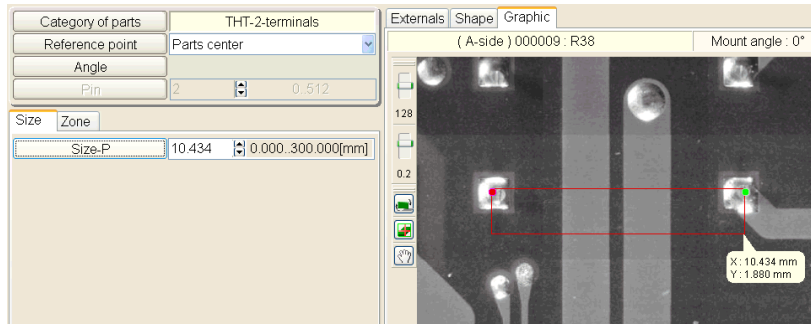 Category of parts THT-2-terminals
Reference point Parts center
Angle
Pin 2 0.512
Size Zone
Size-P 10.434 0.000..300.000[mm]
Externals Shape Graphic
( A-side ) 000009 : R38 Mount angle : 0°
128
0.2
X : 10.434 mm
Y : 1.880 mm